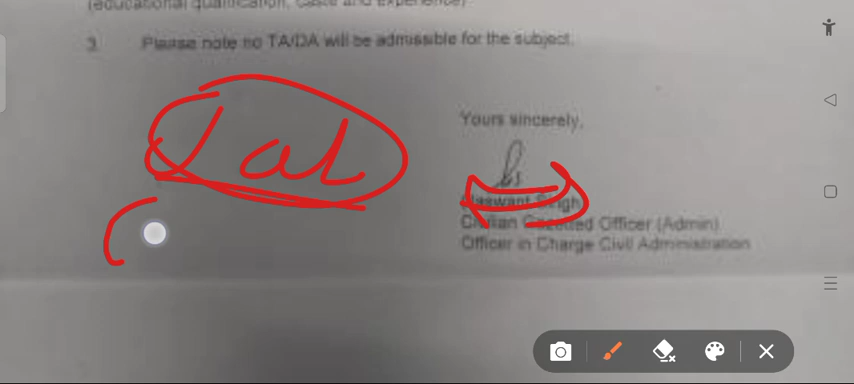 (educational qualification, Caste and experience)
3. Please note no TA/DA will be admissible for the subject.
Yours sincerely,
Singh
Civilian Gazetted Officer (Admin)
Officer in Charge Civil Administration